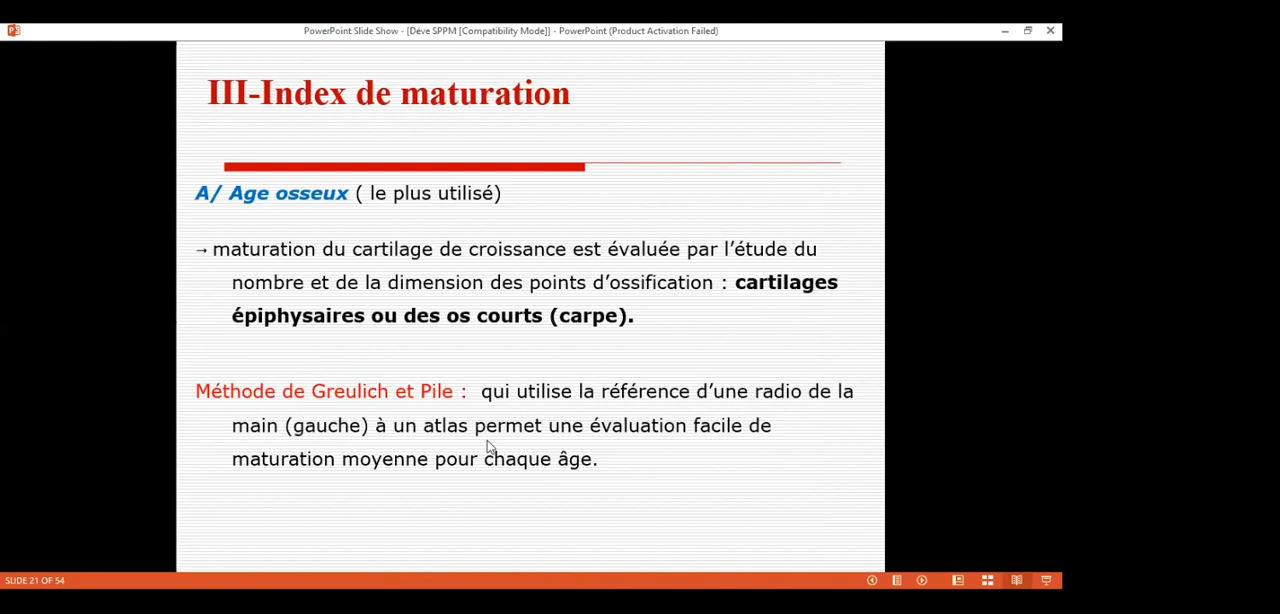 PowerPoint Slide Show - [Déve SPPM [Compatibility Mode]] - PowerPoint (Product Activation Failed)
III-Index de maturation
A/ Age osseux ( le plus utilisé)
→ maturation du cartilage de croissance est évaluée par l’étude du
nombre et de la dimension des points d’ossification : cartilages
épiphysaires ou des os courts (carpe).
Méthode de Greulich et Pile : qui utilise la référence d’une radio de la
main (gauche) à un atlas permet une évaluation facile de
maturation moyenne pour chaque âge.
SLIDE 21 OF 54